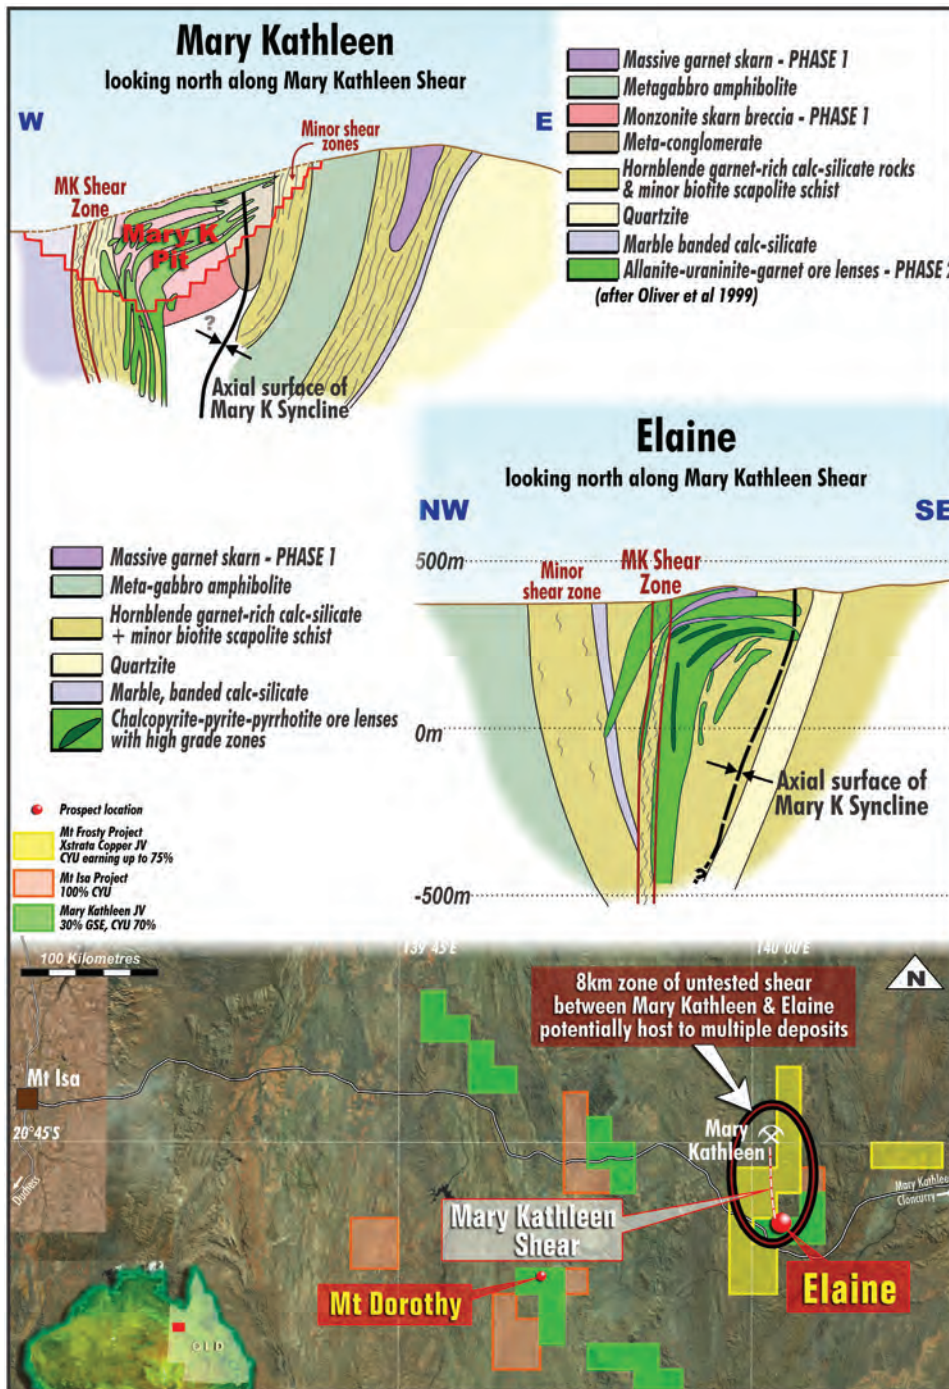 Mary Kathleen
looking north along Mary Kathleen Shear
W
E
Minor shear
zones
MK Shear
Zone
Mary K
Pit
?
Axial surface of
Mary K Syncline
Massive garnet skarn - PHASE 1
Metagabbro amphibolite
Monzonite skarn breccia - PHASE 1
Meta-conglomerate
Hornblende garnet-rich calc-silicate rocks
& minor biotite scapolite schist
Quartzite
Marble banded calc-silicate
Allanite-uraninite-garnet ore lenses - PHASE 2
(after Oliver et al 1999)
Elaine
looking north along Mary Kathleen Shear
NW
SE
500m
Minor
shear zone
MK Shear
Zone
0m
Axial surface of
Mary K Syncline
?
-500m
Massive garnet skarn - PHASE 1
Meta-gabbro amphibolite
Hornblende garnet-rich calc-silicate
+ minor biotite scapolite schist
Quartzite
Marble, banded calc-silicate
Chalcopyrite-pyrite-pyrrhotite ore lenses
with high grade zones
Prospect location
Mt Frosty Project
Xstrata Copper JV
CYU earning up to 75%
Mt Isa Project
100% CYU
Mary Kathleen JV
30% GSE, CYU 70%
139°45'E
140°00'E
100 Kilometres
N
8km zone of untested shear
between Mary Kathleen & Elaine
potentially host to multiple deposits
Mt Isa
20°45'S
Duchess
Mary
Kathleen
Mary Kathleen
Cloncurry
Mary Kathleen
Shear
Mt Dorothy
Elaine
QLD